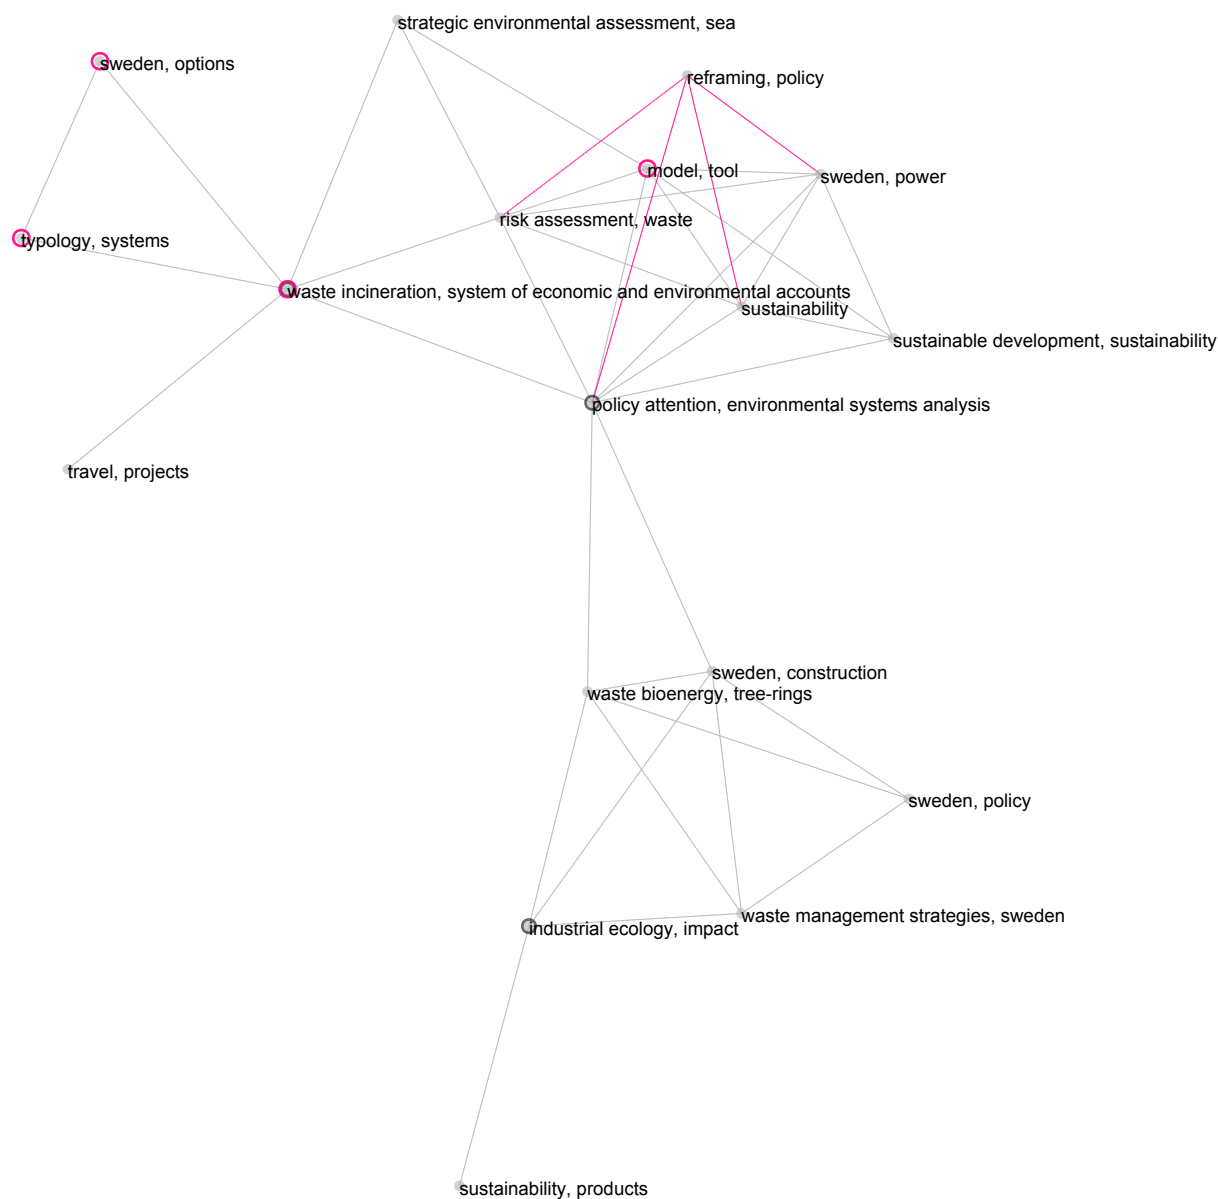 strategic environmental assessment, sea
sweden, options
reframing, policy
model, tool
sweden, power
risk assessment, waste
typology, systems
waste incineration, system of economic and environmental accounts
sustainability
sustainable development, sustainability
policy attention, environmental systems analysis
travel, projects
sweden, construction
waste bioenergy, tree-rings
sweden, policy
waste management strategies, sweden
industrial ecology, impact
sustainability, products